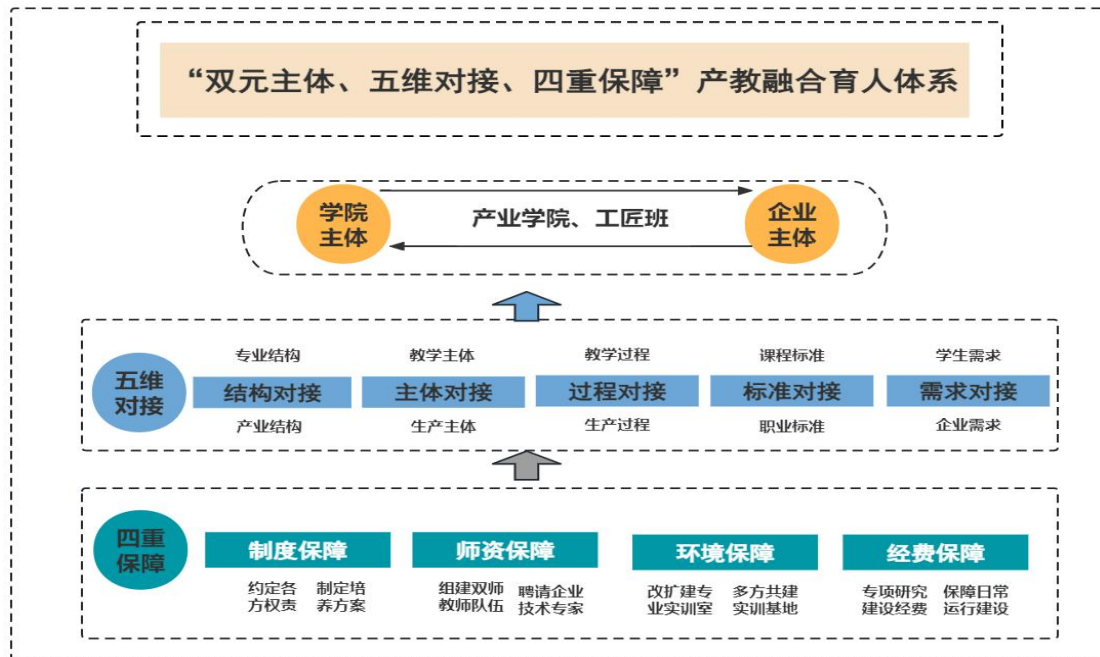 “双元主体、五维对接、四重保障”产教融合育人体系
学院
主体
产业学院、工匠班
企业
主体
五维
对接
专业结构
教学主体
教学过程
课程标准
学生需求
结构对接
主体对接
过程对接
标准对接
需求对接
产业结构
生产主体
生产过程
职业标准
企业需求
四重
保障
制度保障
师资保障
环境保障
经费保障
约定各
方权责
制定培
养方案
组建双师
教师队伍
聘请企业
技术专家
改扩建专
业实训室
多方共建
实训基地
专项研究
建设经费
保障日常
运行建设